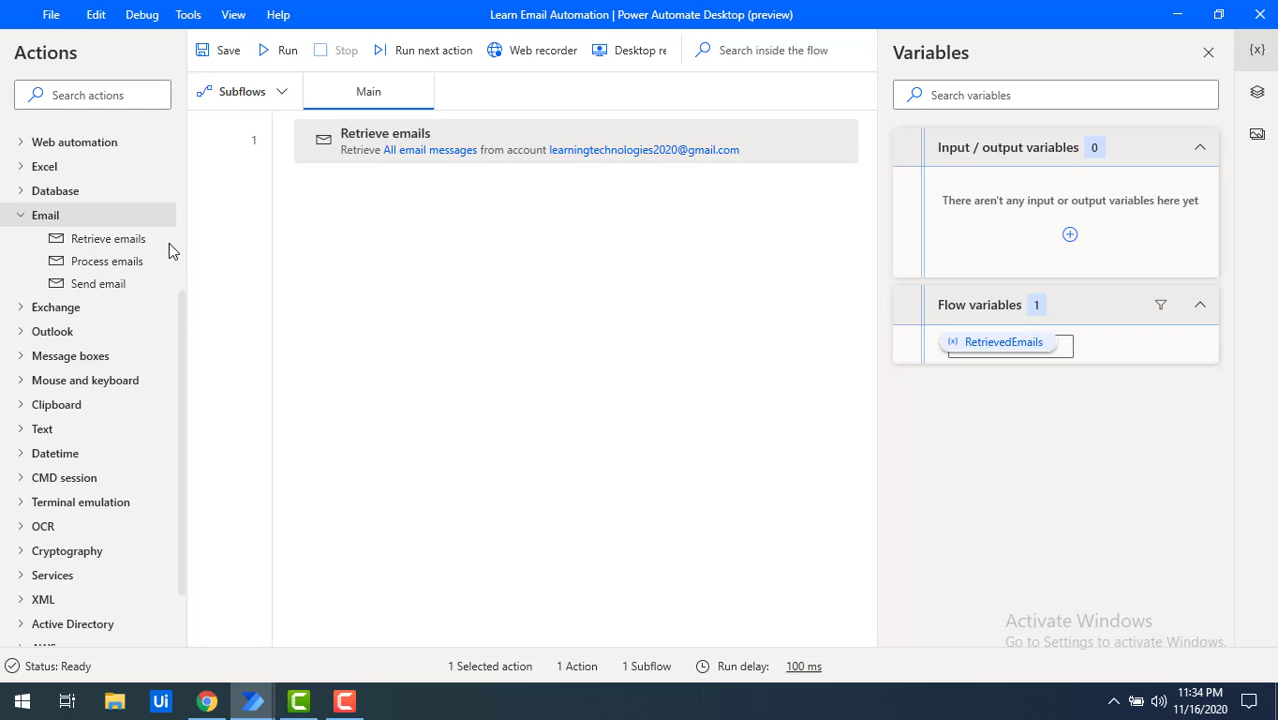 File Edit Debug Tools View Help
Learn Email Automation | Power Automate Desktop (preview)
Actions
Search actions
Web automation
Excel
Database
Email
Retrieve emails
Process emails
Send email
Exchange
Outlook
Message boxes
Mouse and keyboard
Clipboard
Text
Datetime
CMD session
Terminal emulation
OCR
Cryptography
Services
XML
Active Directory
Save Run Stop Run next action Web recorder Desktop re Search inside the flow
Subflows Main
1
Retrieve emails
Retrieve All email messages from account learningtechnologies2020@gmail.com
Variables
{x}
Search variables
Input / output variables 0
There aren't any input or output variables here yet
Flow variables 1
(x) RetrievedEmails
Activate Windows
Go to Settings to activate Windows.
Status: Ready 1 Selected action 1 Action 1 Subflow Run delay: 100 ms
Ui
11:34 PM
11/16/2020